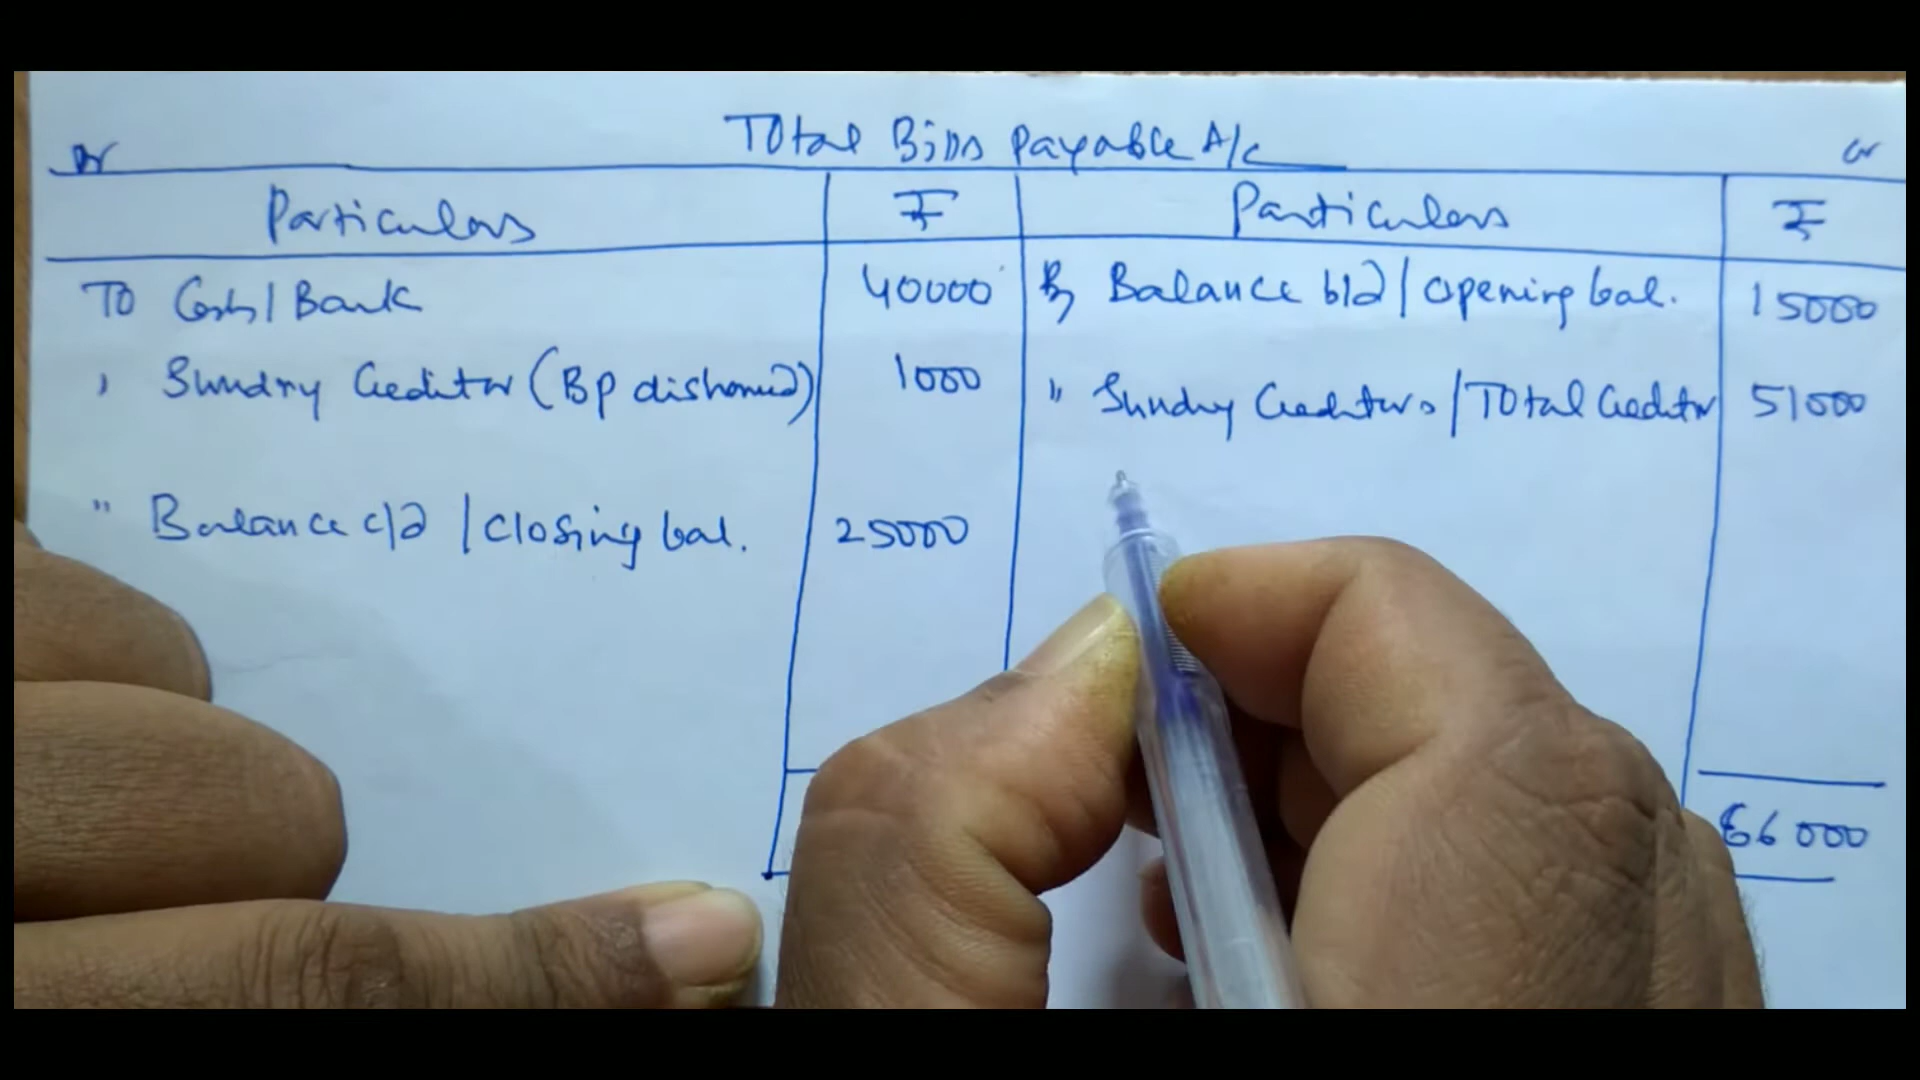 Total Bills Payable A/c
Dr Cr
Particulars ₹ Particulars ₹
To Cash/Bank 40000 By Balance b/d/opening bal. 15000
" Sundry Creditor (BP dishonored) 1000 " Sundry Creditors/Total Creditor 51000
" Balance c/d/closing bal. 25000
66000